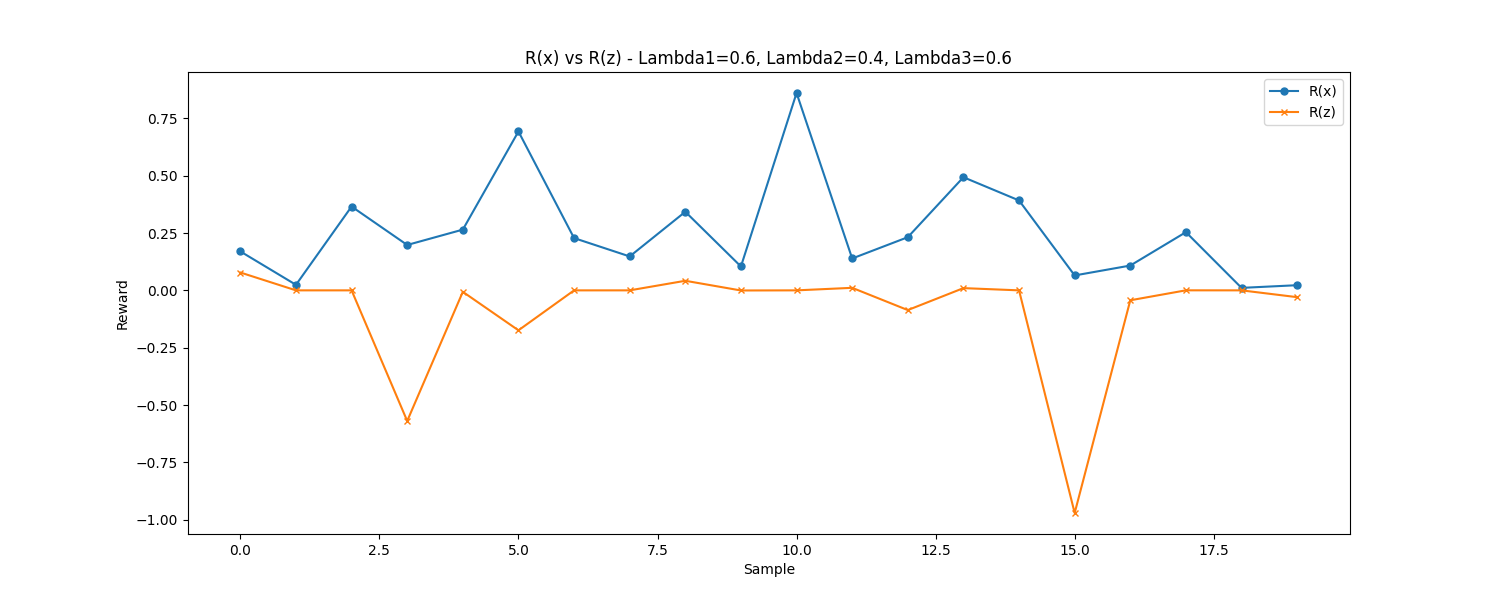 R(x) vs R(z) - Lambda1=0.6, Lambda2=0.4, Lambda3=0.6
R(x)
R(z)
0.75
0.50
0.25
0.00
−0.25
−0.50
−0.75
−1.00
Reward
0.0 2.5 5.0 7.5 10.0 12.5 15.0 17.5
Sample